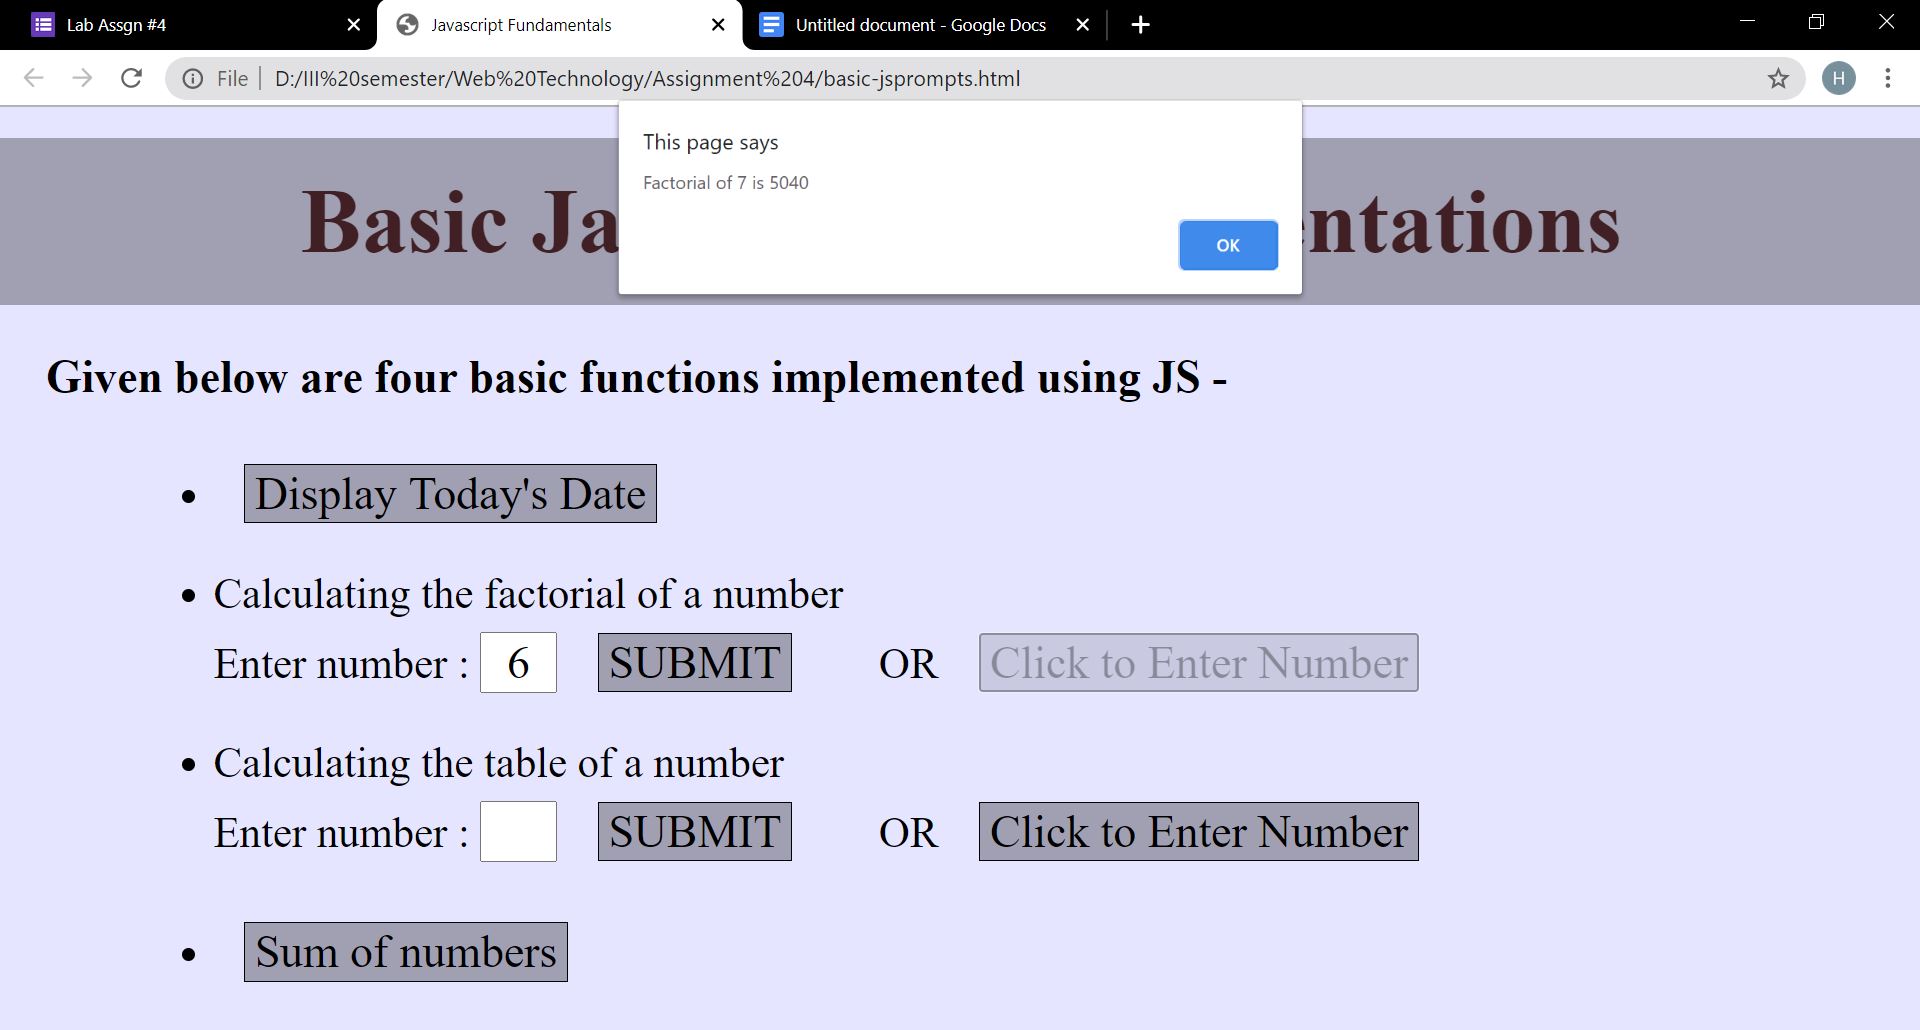 Lab Assgn #4
Javascript Fundamentals
Untitled document - Google Docs
File
D:/III%20semester/Web%20Technology/Assignment%204/basic-jsprompts.html
H
This page says
Factorial of 7 is 5040
OK
Basic Ja
ntations
Given below are four basic functions implemented using JS -
• Display Today's Date
• Calculating the factorial of a number
Enter number : 6 SUBMIT OR Click to Enter Number
• Calculating the table of a number
Enter number : SUBMIT OR Click to Enter Number
• Sum of numbers